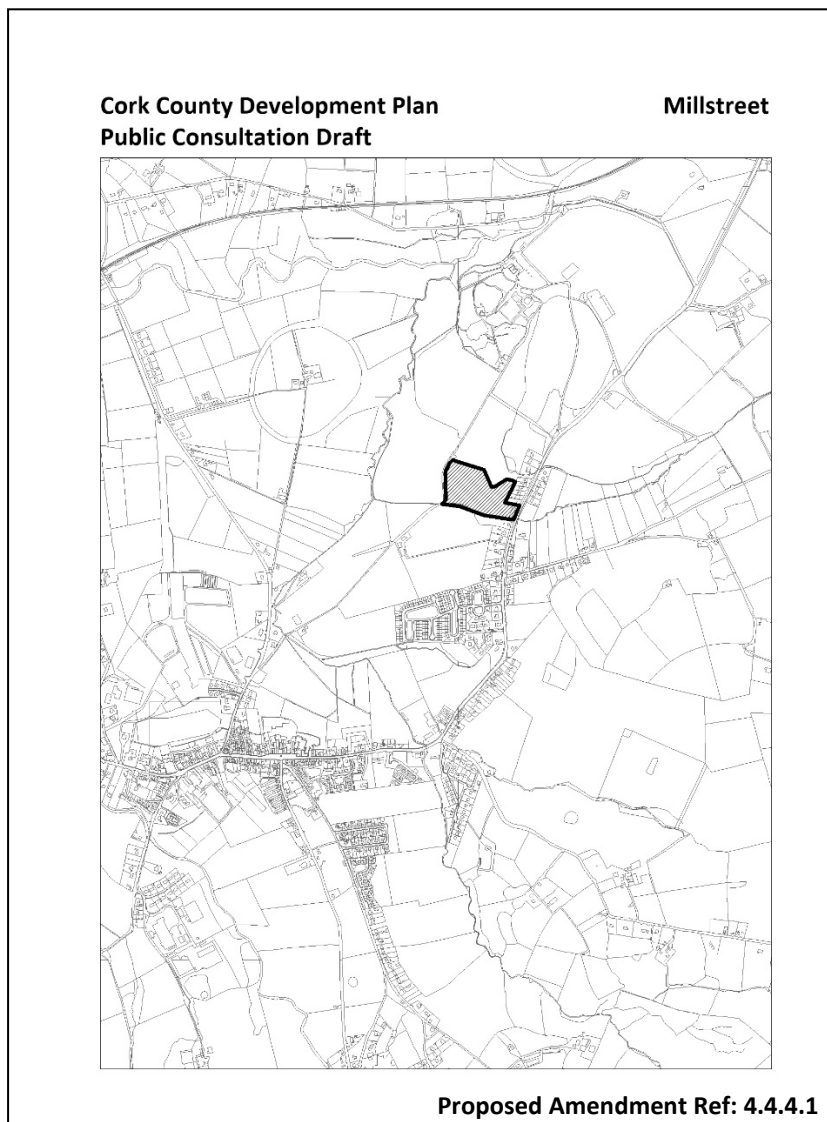 Cork County Development Plan
Millstreet
Public Consultation Draft
Proposed Amendment Ref: 4.4.4.1